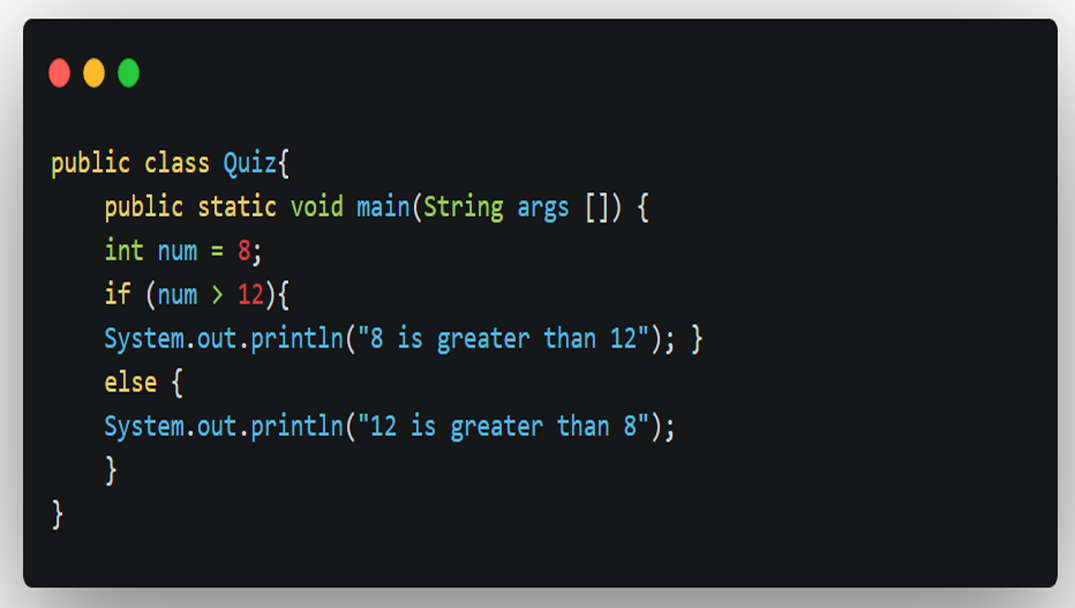 public class Quiz{
public static void main(String args []) {
int num = 8;
if (num > 12){
System.out.println("8 is greater than 12"); }
else {
System.out.println("12 is greater than 8");
}
}